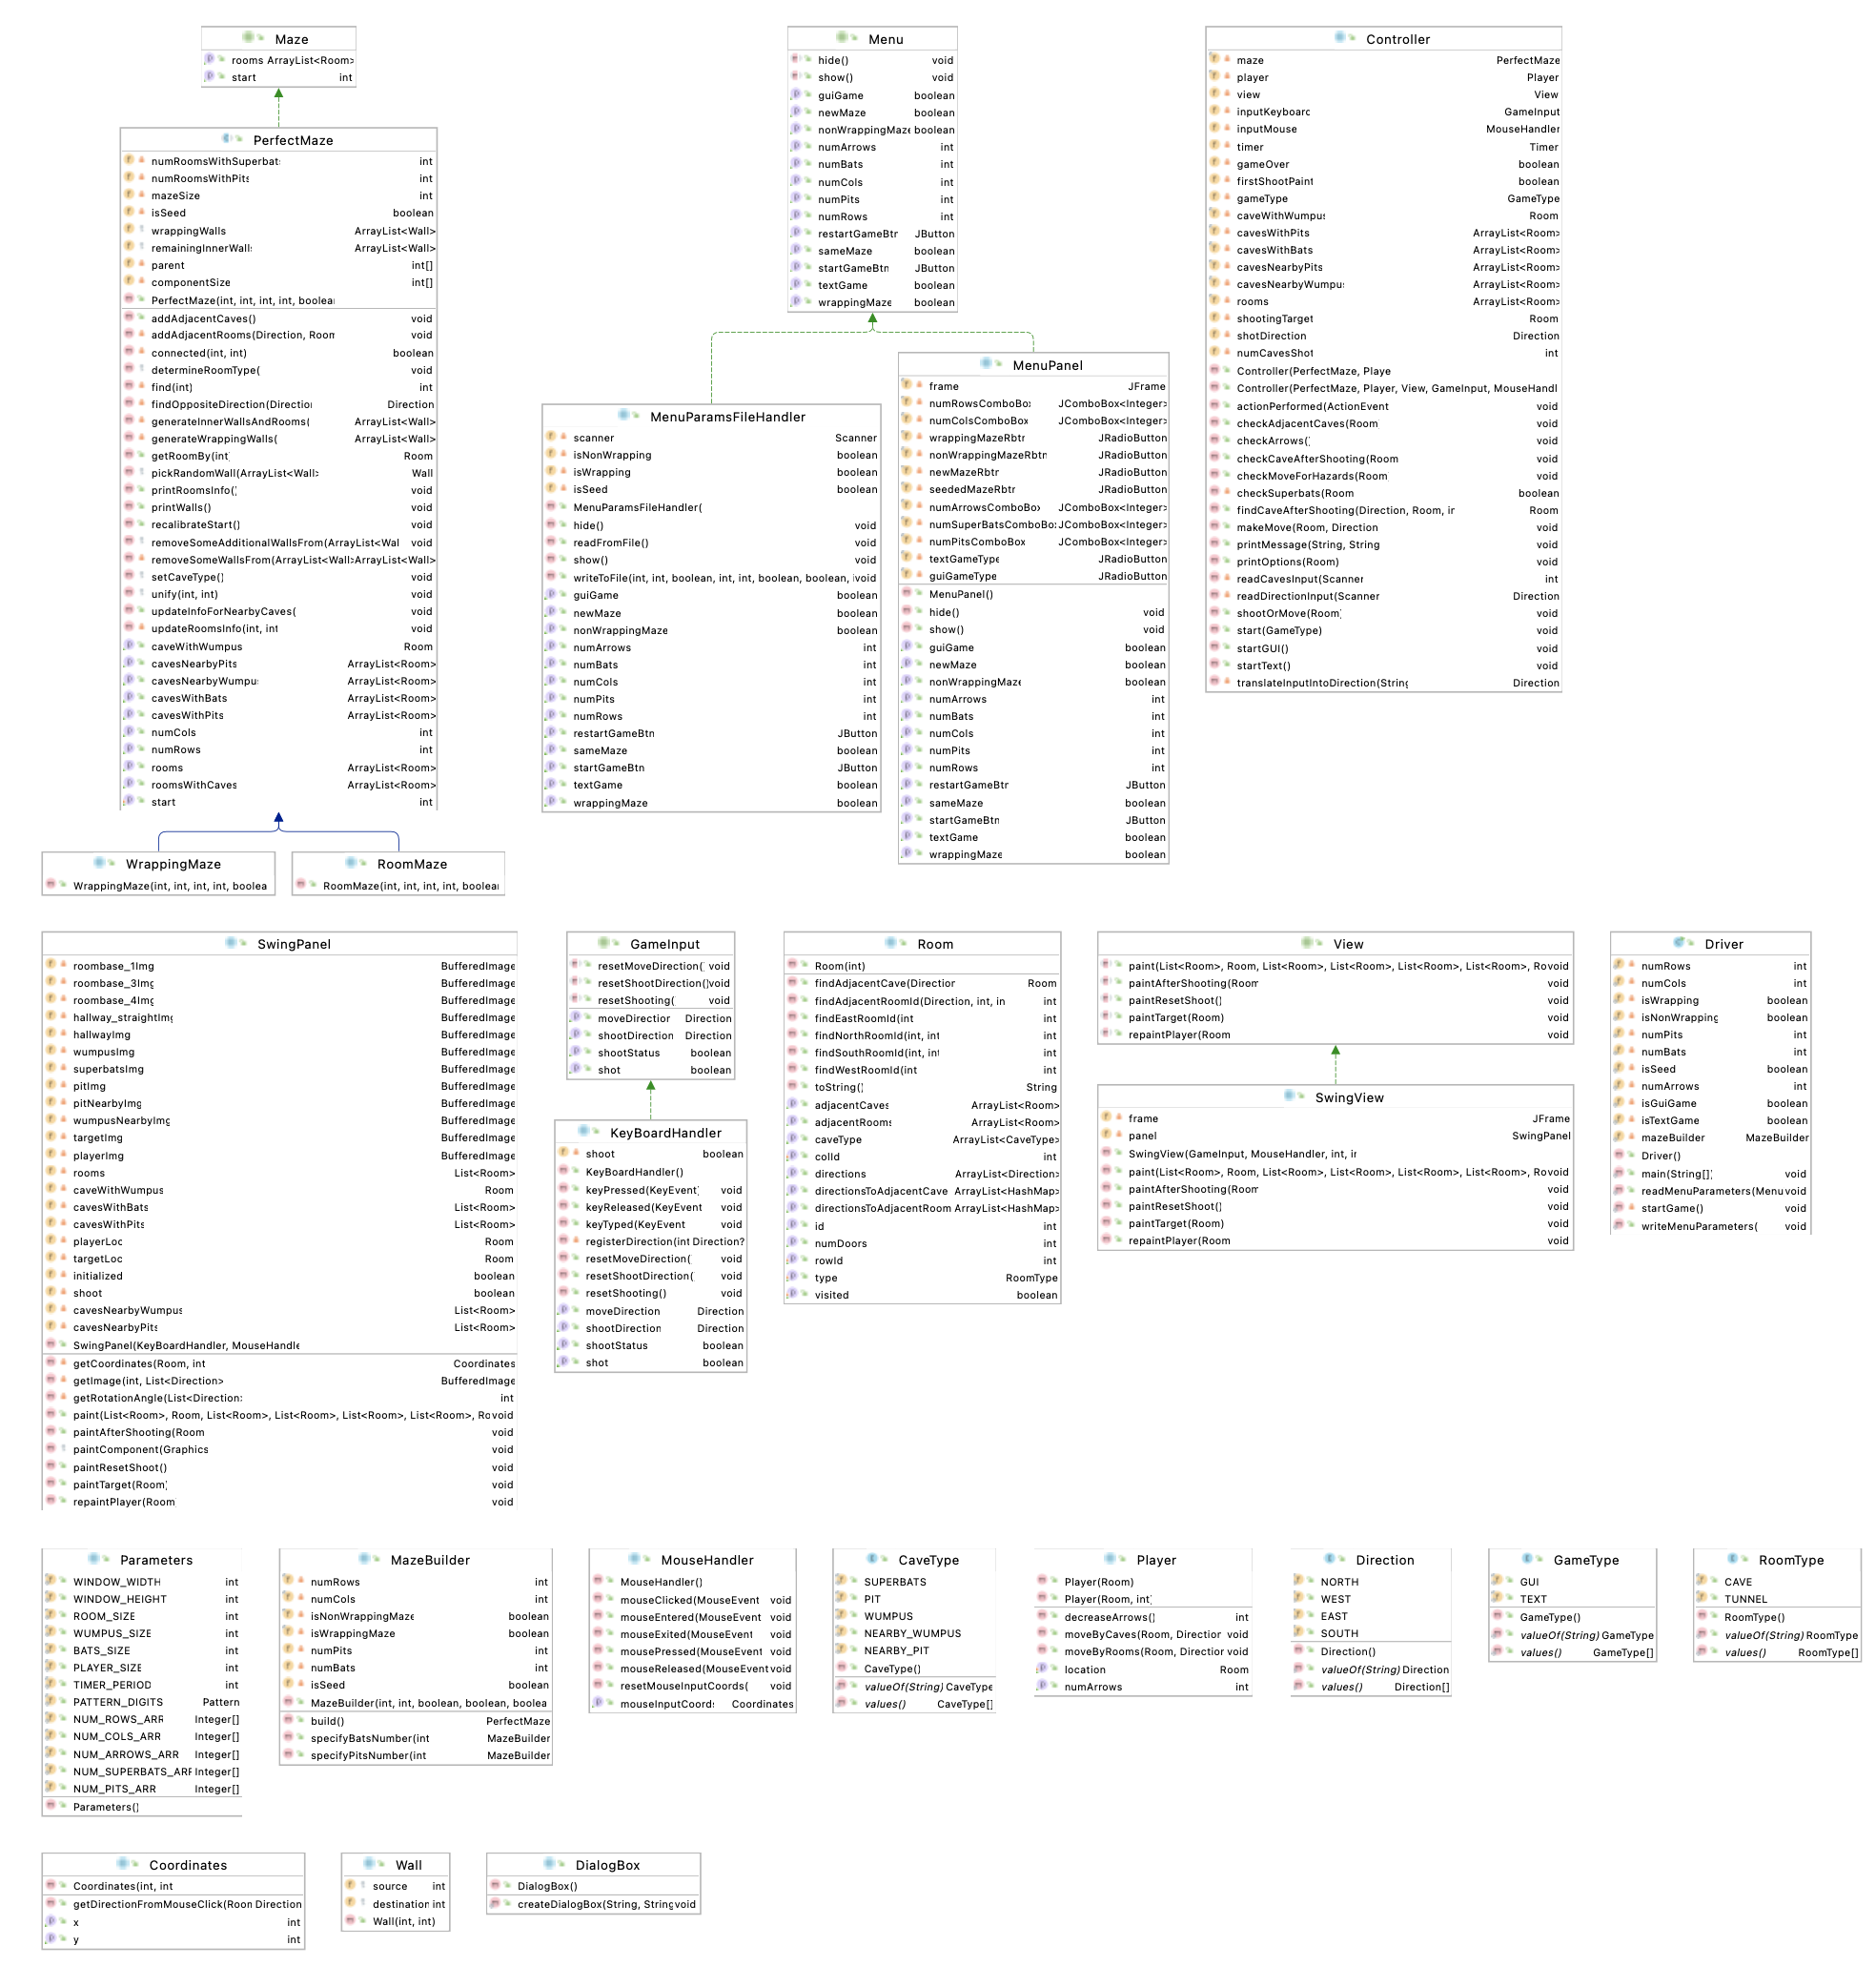 Maze
rooms ArrayList<Room>
start int
PerfectMaze
numRoomsWithSuperbat: int
numRoomsWithPits int
mazeSize int
isSeed boolean
wrappingWalls ArrayList<Wall>
remainingInnerWall: ArrayList<Wall>
parent int[]
componentSize int[]
PerfectMaze(int, int, int, int, boolea
addAdjacentCaves() void
addAdjacentRooms(Direction, Room void
connected(int, int) boolean
determineRoomType( void
find(int) int
findOppositeDirection(Directio Direction
generateInnerWallsAndRooms( ArrayList<Wall>
generateWrappingWalls( ArrayList<Wall>
getRoomBy(int) Room
pickRandomWall(ArrayList<Wall> Wall
printRoomsInfo() void
printWalls() void
recalibrateStart() void
removeSomeAdditionalWallsFrom(ArrayList<Wal void
removeSomeWallsFrom(ArrayList<Wall> ArrayList<Wall>
setCaveType() void
unify(int, int) void
updateInfoForNearbyCaves( void
updateRoomsInfo(int, int void
caveWithWumpus Room
cavesNearbyPits ArrayList<Room>
cavesNearbyWumpu: ArrayList<Room>
cavesWithBats ArrayList<Room>
cavesWithPits ArrayList<Room>
numCols int
numRows int
rooms ArrayList<Room>
roomsWithCaves ArrayList<Room>
start int
WrappingMaze
WrappingMaze(int, int, int, int, boolea
RoomMaze
RoomMaze(int, int, int, int, boolea
Menu
hide() void
show() void
guiGame boolean
newMaze boolean
nonWrappingMaze boolean
numArrows int
numBats int
numCols int
numPits int
numRows int
restartGameBtn JButton
sameMaze boolean
startGameBtn JButton
textGame boolean
wrappingMaze boolean
MenuParamsFileHandler
scanner Scanner
isNonWrapping boolean
isWrapping boolean
isSeed boolean
MenuParamsFileHandler(
hide() void
readFromFile() void
show() void
writeToFile(int, int, boolean, int, int, boolean, boolean, i void
guiGame boolean
newMaze boolean
nonWrappingMaze boolean
numArrows int
numBats int
numCols int
numPits int
numRows int
restartGameBtn JButton
sameMaze boolean
startGameBtn JButton
textGame boolean
wrappingMaze boolean
MenuPanel
frame JFrame
numRowsComboBox JComboBox<Integer>
numColsComboBox JComboBox<Integer>
wrappingMazeRbtr JRadioButton
nonWrappingMazeRbtn JRadioButton
newMazeRbtn JRadioButton
seededMazeRbtr JRadioButton
numArrowsComboBox JComboBox<Integer>
numSuperBatsComboBo: JComboBox<Integer>
numPitsComboBox JComboBox<Integer>
textGameType JRadioButton
guiGameType JRadioButton
MenuPanel()
hide() void
show() void
guiGame boolean
newMaze boolean
nonWrappingMaze boolean
numArrows int
numBats int
numCols int
numPits int
numRows int
restartGameBtn JButton
sameMaze boolean
startGameBtn JButton
textGame boolean
wrappingMaze boolean
Controller
maze PerfectMaze
player Player
view View
inputKeyboard GameInput
inputMouse MouseHandler
timer Timer
gameOver boolean
firstShootPaint boolean
gameType GameType
caveWithWumpus Room
cavesWithPits ArrayList<Room>
cavesWithBats ArrayList<Room>
cavesNearbyPits ArrayList<Room>
cavesNearbyWumpu: ArrayList<Room>
rooms ArrayList<Room>
shootingTarget Room
shotDirection Direction
numCavesShot int
Controller(PerfectMaze, Playe
Controller(PerfectMaze, Player, View, GameInput, MouseHandl
actionPerformed(ActionEvent void
checkAdjacentCaves(Room void
checkArrows() void
checkCaveAfterShooting(Room void
checkMoveForHazards(Room) void
checkSuperbats(Room boolean
findCaveAfterShooting(Direction, Room, ir Room
makeMove(Room, Direction void
printMessage(String, String void
printOptions(Room) void
readCavesInput(Scanner int
readDirectionInput(Scanner Direction
shootOrMove(Room) void
start(GameType) void
startGUI() void
startText() void
translateInputIntoDirection(String Direction
SwingPanel
roombase_1Img BufferedImage
roombase_3Img BufferedImage
roombase_4Img BufferedImage
hallway_straightImg BufferedImage
hallwayImg BufferedImage
wumpusImg BufferedImage
superbatsImg BufferedImage
pitImg BufferedImage
pitNearbyImg BufferedImage
wumpusNearbyImg BufferedImage
targetImg BufferedImage
playerImg BufferedImage
rooms List<Room>
caveWithWumpus Room
cavesWithBats List<Room>
cavesWithPits List<Room>
playerLoc Room
targetLoc Room
initialized boolean
shoot boolean
cavesNearbyWumpus List<Room>
cavesNearbyPits List<Room>
SwingPanel(KeyBoardHandler, MouseHandle
getCoordinates(Room, int Coordinates
getImage(int, List<Direction> BufferedImage
getRotationAngle(List<Direction: int
paint(List<Room>, Room, List<Room>, List<Room>, List<Room>, List<Room>, Ro void
paintAfterShooting(Room void
paintComponent(Graphics void
paintResetShoot() void
paintTarget(Room) void
repaintPlayer(Room void
GameInput
resetMoveDirection( void
resetShootDirection() void
resetShooting( void
moveDirection Direction
shootDirection Direction
shootStatus boolean
shot boolean
KeyBoardHandler
shoot boolean
KeyBoardHandler()
keyPressed(KeyEvent) void
keyReleased(KeyEvent void
keyTyped(KeyEvent void
registerDirection(int Direction?
resetMoveDirection( void
resetShootDirection( void
resetShooting() void
moveDirection Direction
shootDirection Direction
shootStatus boolean
shot boolean
Room
Room(int)
findAdjacentCave(Direction Room
findAdjacentRoomId(Direction, int, in int
findEastRoomId(int int
findNorthRoomId(int, int int
findSouthRoomId(int, int int
findWestRoomId(int int
toString() String
adjacentCaves ArrayList<Room>
adjacentRooms ArrayList<Room>
caveType ArrayList<CaveType>
colId int
directions ArrayList<Direction>
directionsToAdjacentCave ArrayList<HashMap>
directionsToAdjacentRoom ArrayList<HashMap>
id int
numDoors int
rowId int
type RoomType
visited boolean
View
paint(List<Room>, Room, List<Room>, List<Room>, List<Room>, List<Room>, Ro void
paintAfterShooting(Room void
paintResetShoot() void
paintTarget(Room) void
repaintPlayer(Room void
SwingView
frame JFrame
panel SwingPanel
SwingView(GameInput, MouseHandler, int, ir
paint(List<Room>, Room, List<Room>, List<Room>, List<Room>, List<Room>, Ro void
paintAfterShooting(Room void
paintResetShoot() void
paintTarget(Room) void
repaintPlayer(Room void
Driver
numRows int
numCols int
isWrapping boolean
isNonWrapping boolean
numPits int
numBats int
isSeed boolean
numArrows int
isGuiGame boolean
isTextGame boolean
mazeBuilder MazeBuilder
Driver()
main(String[]) void
readMenuParameters(Menu void
startGame() void
writeMenuParameters( void
Parameters
WINDOW_WIDTH int
WINDOW_HEIGHT int
ROOM_SIZE int
WUMPUS_SIZE int
BATS_SIZE int
PLAYER_SIZE int
TIMER_PERIOD int
PATTERN_DIGITS Pattern
NUM_ROWS_ARR Integer[]
NUM_COLS_ARR Integer[]
NUM_ARROWS_ARR Integer[]
NUM_SUPERBATS_ARR Integer[]
NUM_PITS_ARR Integer[]
Parameters()
MazeBuilder
numRows int
numCols int
isNonWrappingMaze boolean
isWrappingMaze boolean
numPits int
numBats int
isSeed boolean
MazeBuilder(int, int, boolean, boolean, boolea
build() PerfectMaze
specifyBatsNumber(int MazeBuilder
specifyPitsNumber(int MazeBuilder
MouseHandler
MouseHandler()
mouseClicked(MouseEvent void
mouseEntered(MouseEvent void
mouseExited(MouseEvent void
mousePressed(MouseEvent void
mouseReleased(MouseEvent void
resetMouseInputCoords( void
mouseInputCoord: Coordinates
CaveType
SUPERBATS
PIT
WUMPUS
NEARBY_WUMPUS
NEARBY_PIT
CaveType()
valueOf(String) CaveType
values() CaveType[]
Player
Player(Room)
Player(Room, int)
decreaseArrows() int
moveByCaves(Room, Direction void
moveByRooms(Room, Direction void
location Room
numArrows int
Direction
NORTH
WEST
EAST
SOUTH
Direction()
valueOf(String) Direction
values() Direction[]
GameType
GUI
TEXT
GameType()
valueOf(String) GameType
values() GameType[]
RoomType
CAVE
TUNNEL
RoomType()
valueOf(String) RoomType
values() RoomType[]
Coordinates
Coordinates(int, int
getDirectionFromMouseClick(Room Direction
x int
y int
Wall
source int
destination int
Wall(int, int)
DialogBox
DialogBox()
createDialogBox(String, String void